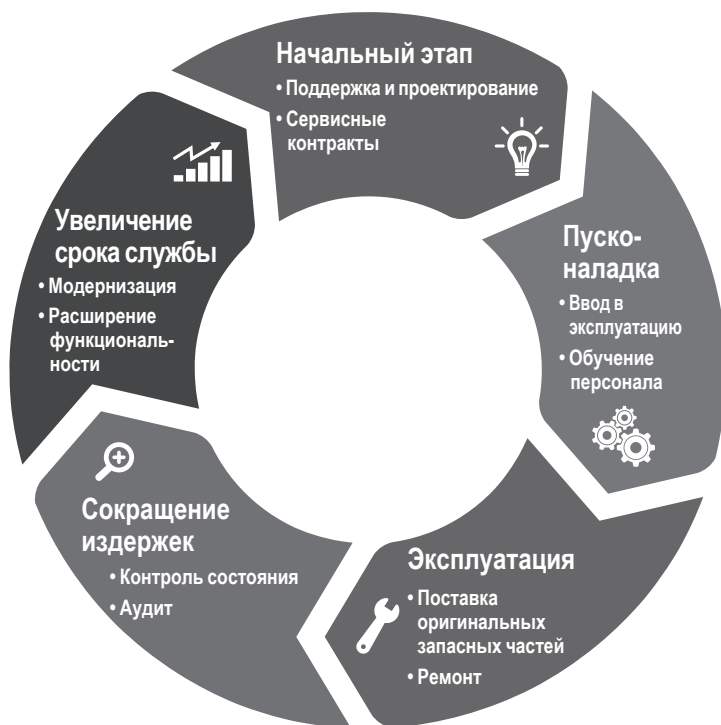 Начальный этап
• Поддержка и проектирование
• Сервисные
контракты
Пуско-
наладка
• Ввод в
эксплуатацию
• Обучение
персонала
Эксплуатация
• Поставка
оригинальных
запасных частей
• Ремонт
Сокращение
издержек
• Контроль состояния
• Аудит
Увеличение
срока службы
• Модернизация
• Расширение
функциональ-
ности